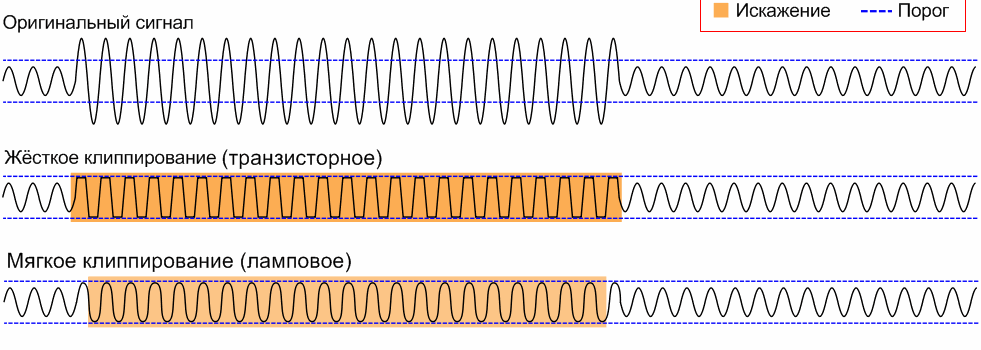 Оригинальный сигнал
Искажение
Порог
Жёсткое клиппирование (транзисторное)
Мягкое клиппирование (ламповое)